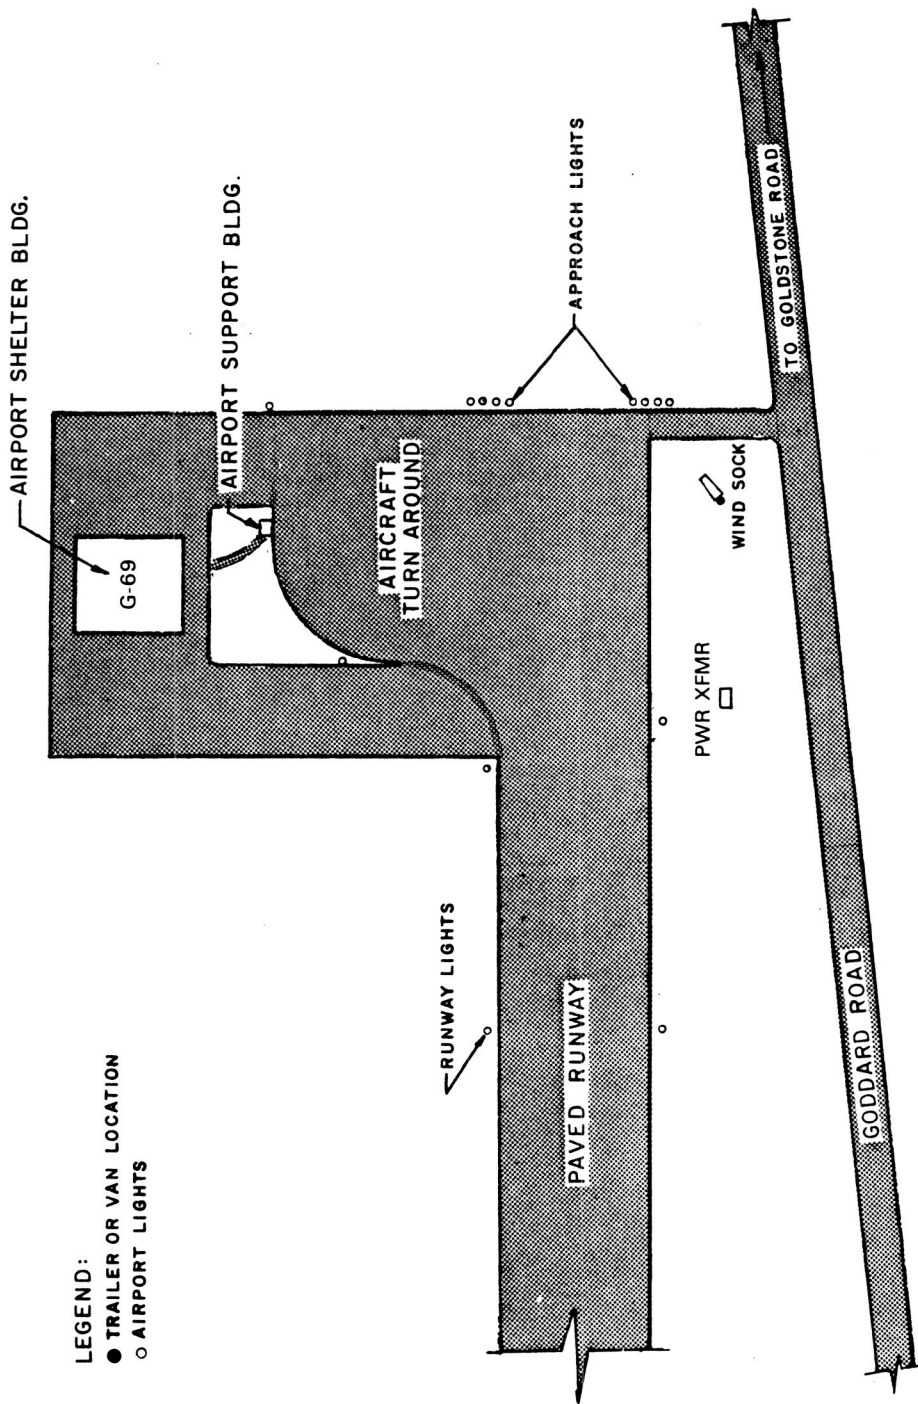 LEGEND:
● TRAILER OR VAN LOCATION
○ AIRPORT LIGHTS
AIRPORT SHELTER BLDG.
G-69
AIRPORT SUPPORT BLDG.
AIRCRAFT
TURN AROUND
RUNWAY LIGHTS
APPROACH LIGHTS
PAVED RUNWAY
PWR XFMR
WIND SOCK
GODDARD ROAD
TO GOLDSTONE ROAD